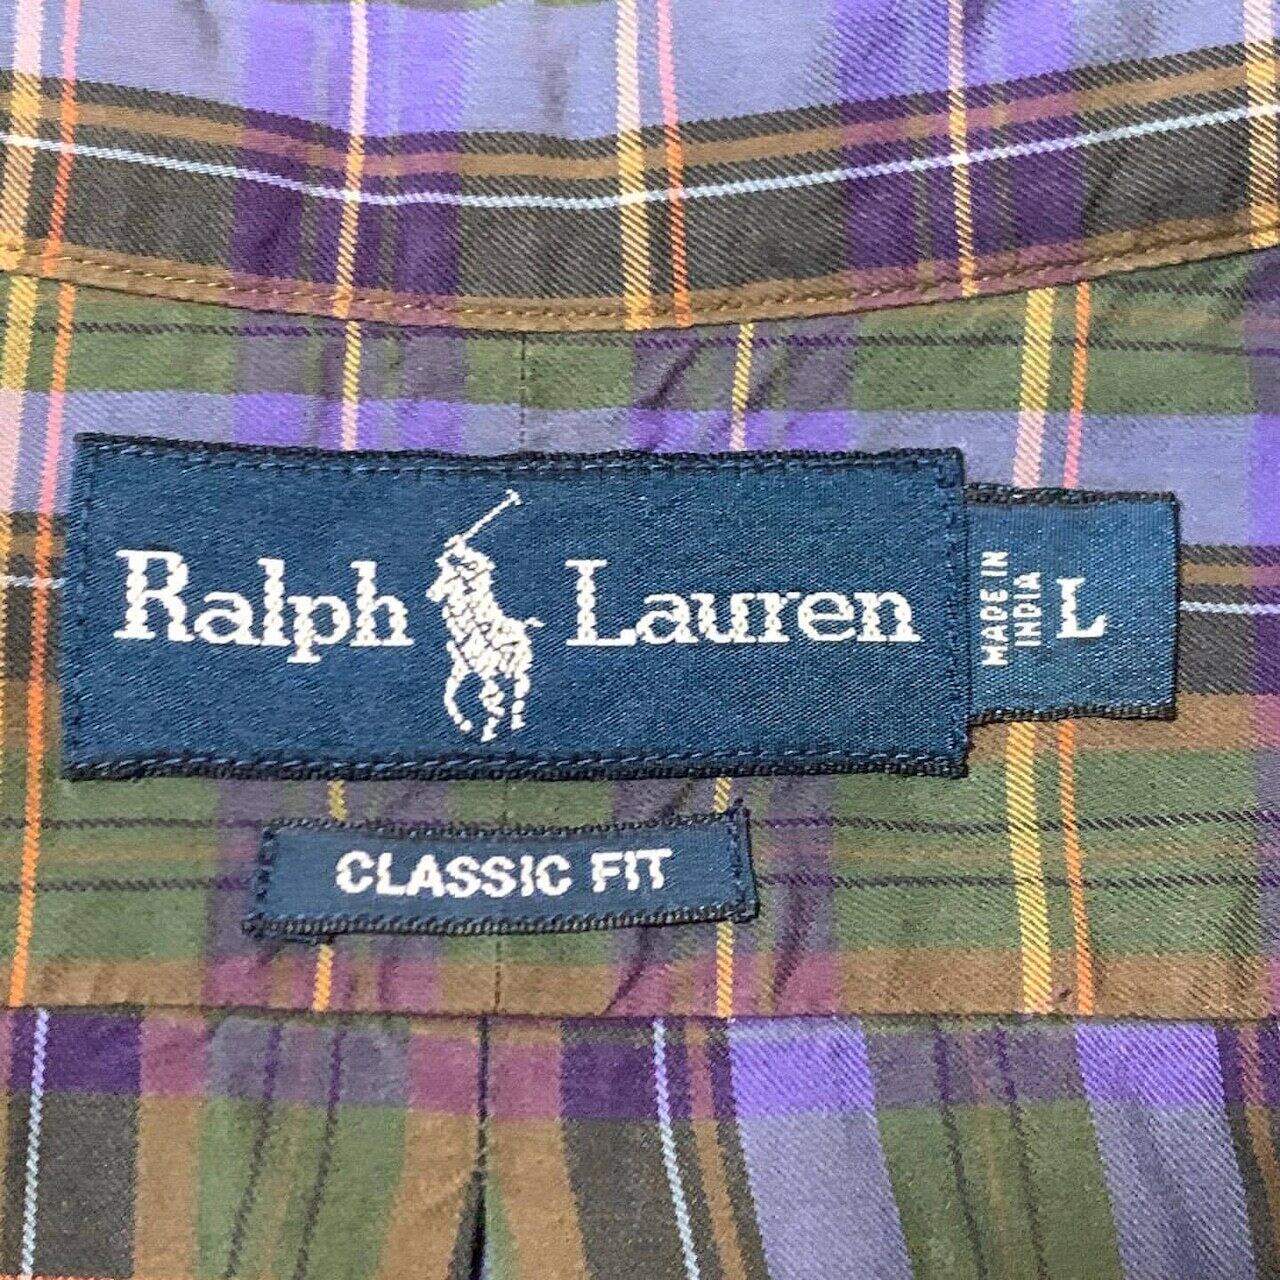 Ralph Lauren
MADE IN
INDIA
L
CLASSIC FIT